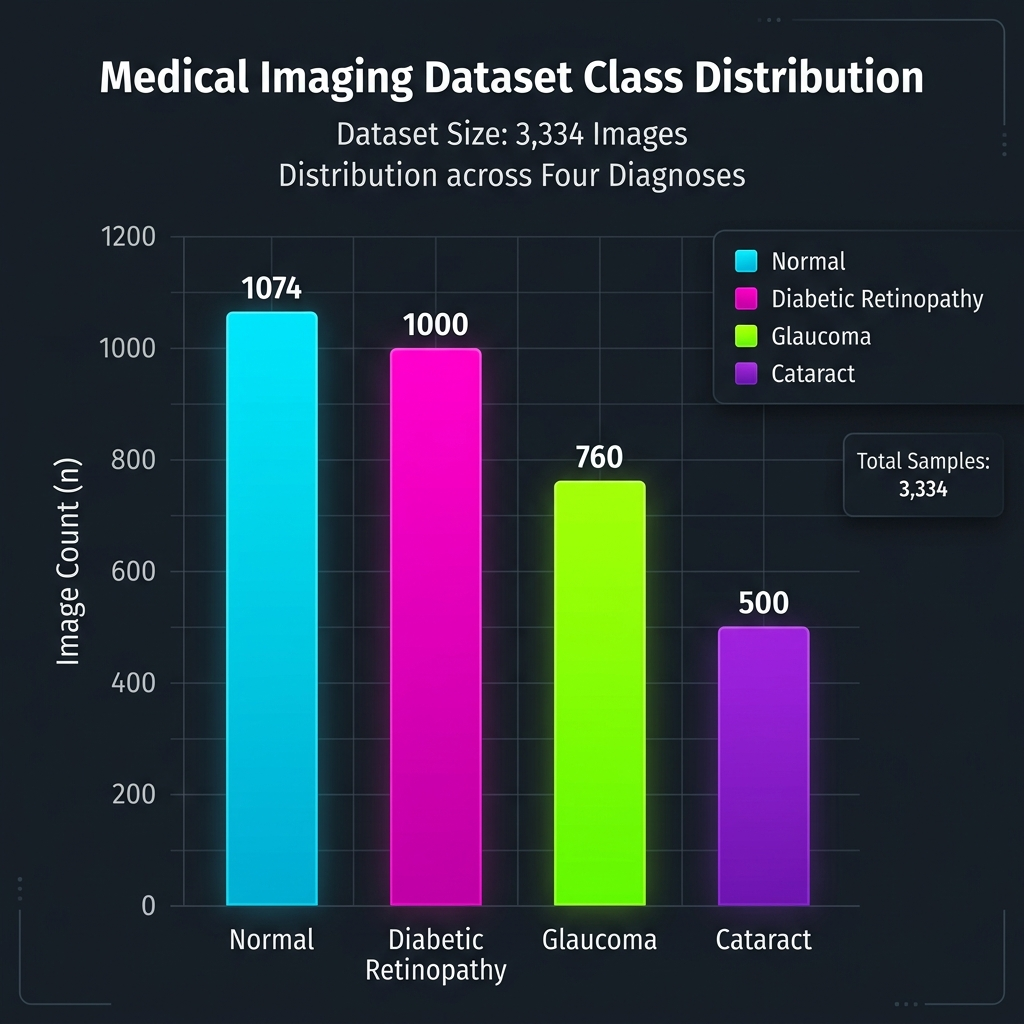 Medical Imaging Dataset Class Distribution
Dataset Size: 3,334 Images
Distribution across Four Diagnoses
Image Count (n)
1200
1000
800
600
400
200
0
1074
1000
760
500
Normal
Diabetic Retinopathy
Glaucoma
Cataract
Total Samples:
3,334
Normal
Diabetic
Retinopathy
Glaucoma
Cataract